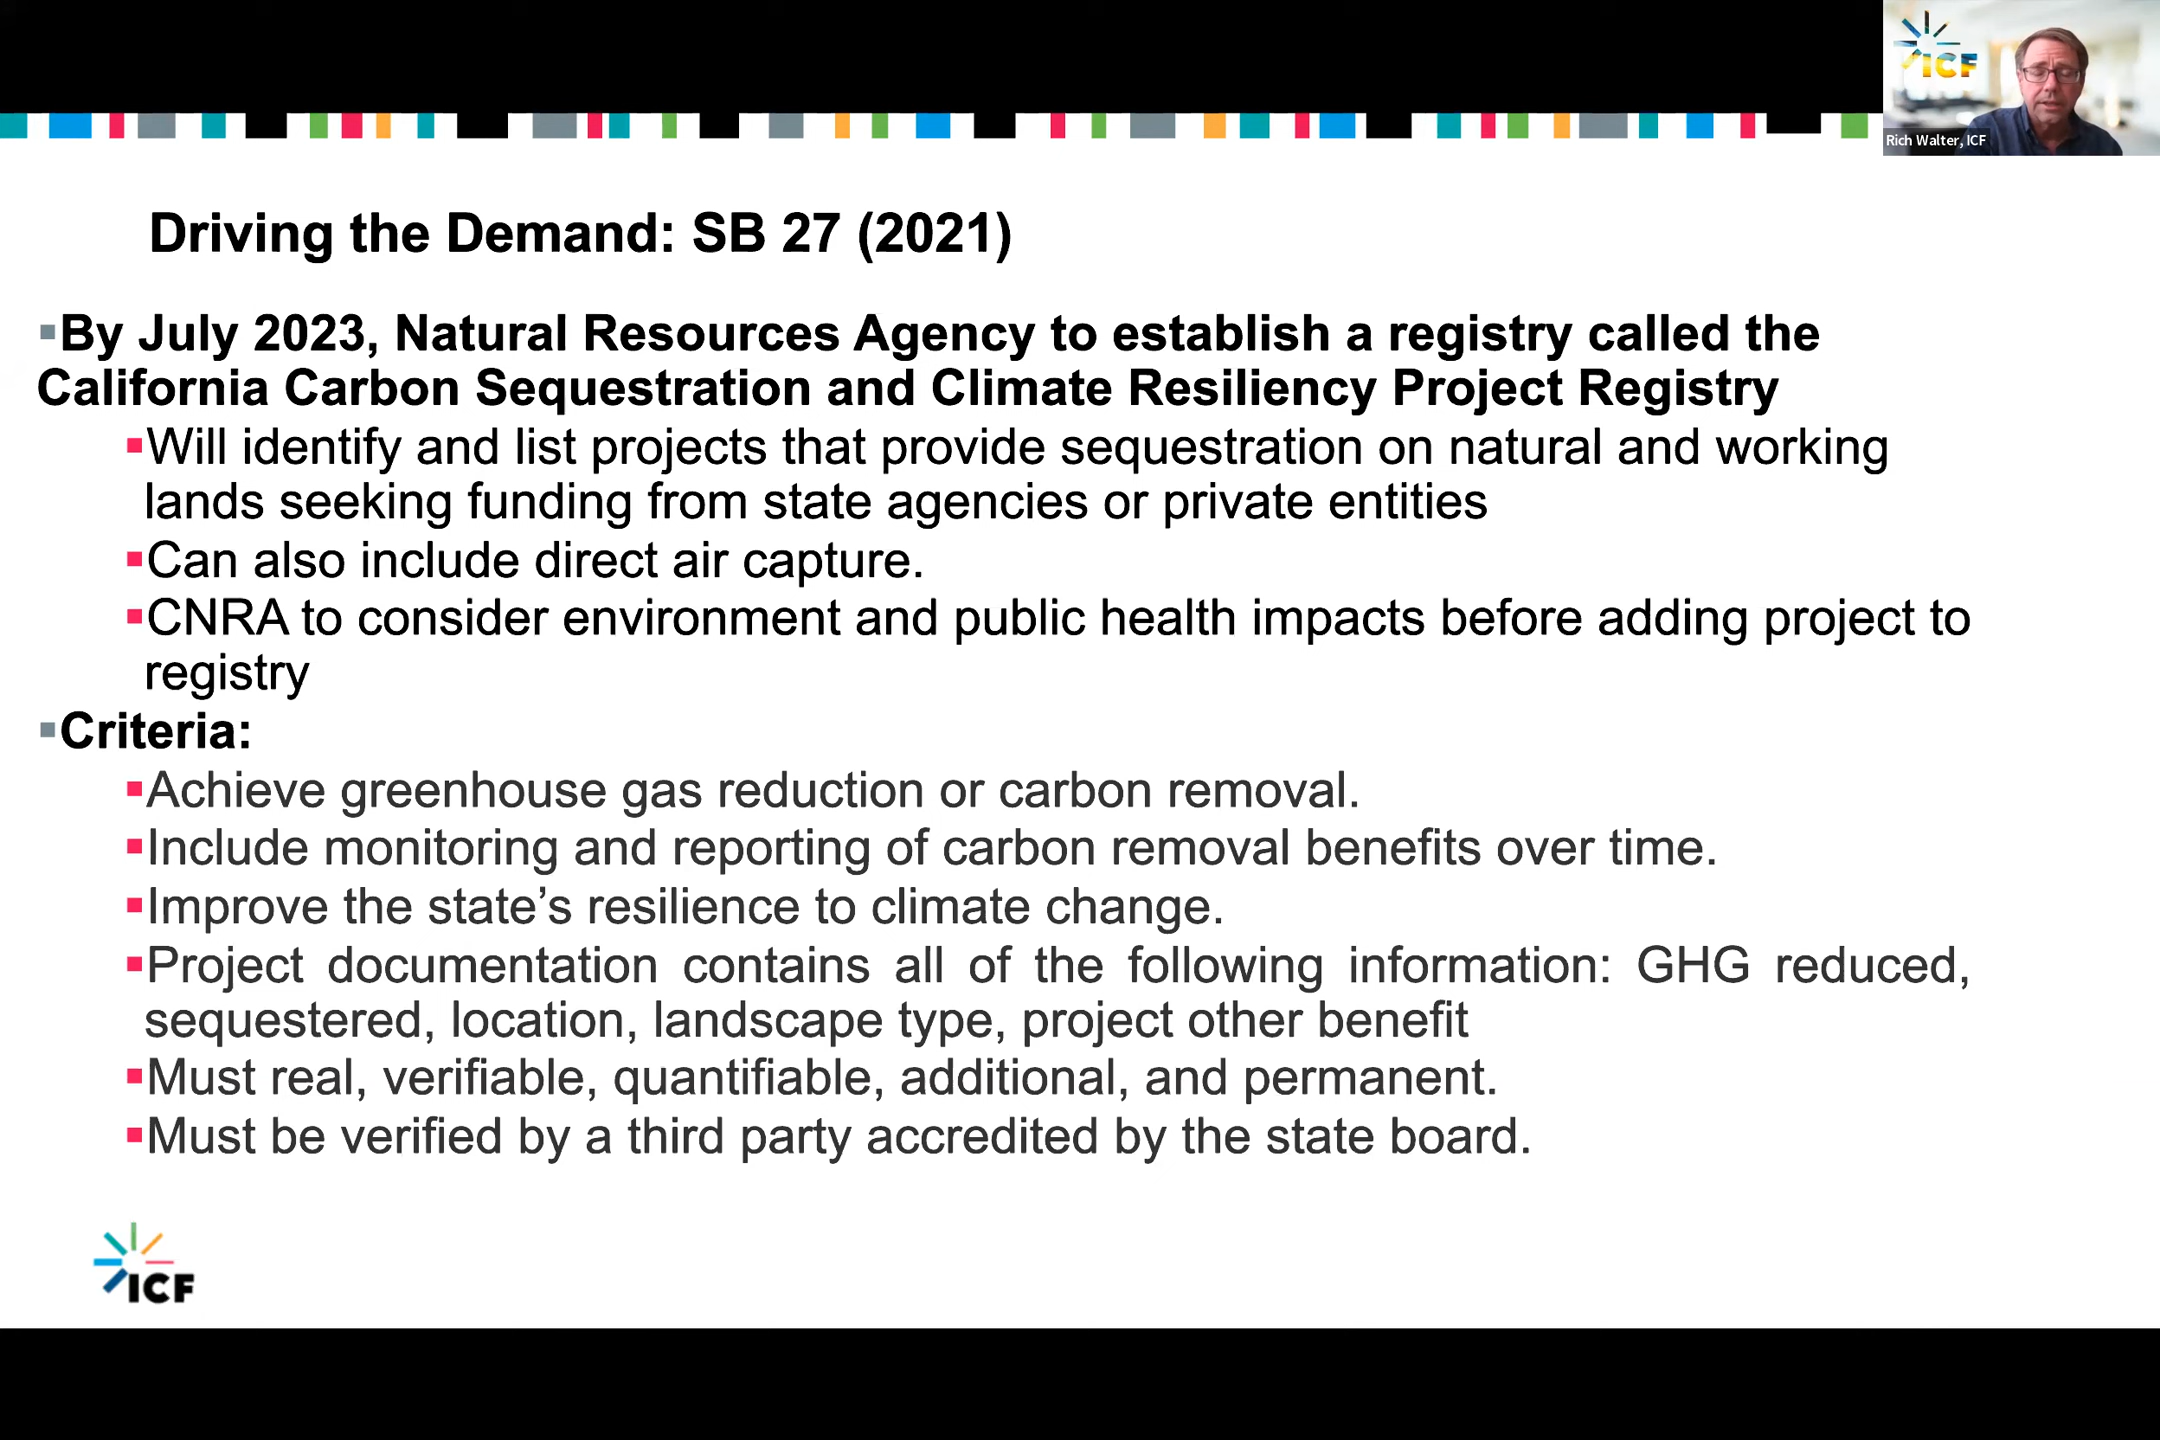 ICF
Rich Walter, ICF
Driving the Demand: SB 27 (2021)
▪By July 2023, Natural Resources Agency to establish a registry called the
California Carbon Sequestration and Climate Resiliency Project Registry
▪Will identify and list projects that provide sequestration on natural and working
lands seeking funding from state agencies or private entities
▪Can also include direct air capture.
▪CNRA to consider environment and public health impacts before adding project to
registry
▪Criteria:
▪Achieve greenhouse gas reduction or carbon removal.
▪Include monitoring and reporting of carbon removal benefits over time.
▪Improve the state’s resilience to climate change.
▪Project documentation contains all of the following information: GHG reduced,
sequestered, location, landscape type, project other benefit
▪Must real, verifiable, quantifiable, additional, and permanent.
▪Must be verified by a third party accredited by the state board.
ICF